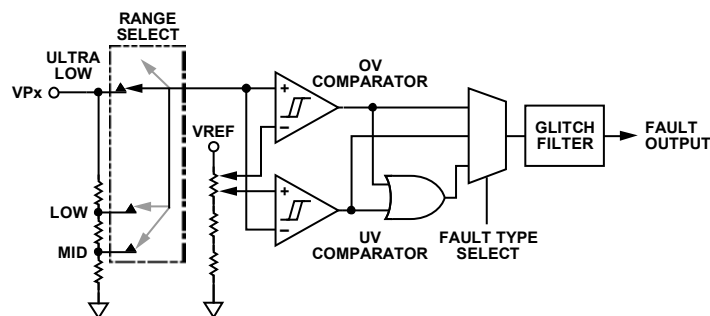 RANGE
SELECT
ULTRA
LOW
VPx
OV
COMPARATOR
+
−
VREF
+
−
UV
COMPARATOR
LOW
MID
FAULT TYPE
SELECT
GLITCH
FILTER
FAULT
OUTPUT